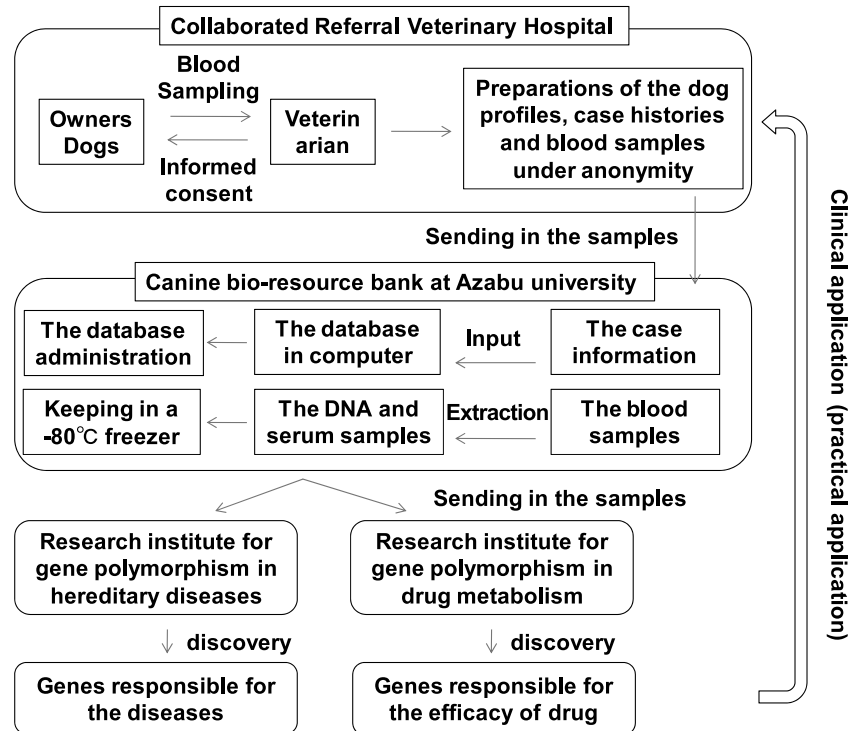 Collaborated Referral Veterinary Hospital
Blood
Sampling
Owners
Dogs
Veterin
arian
Informed
consent
Preparations of the dog
profiles, case histories
and blood samples
under anonymity
Sending in the samples
Canine bio-resource bank at Azabu university
The database
administration
The database
in computer
Input
The case
information
Keeping in a
-80℃ freezer
The DNA and
serum samples
Extraction
The blood
samples
Sending in the samples
Research institute for
gene polymorphism in
hereditary diseases
Research institute for
gene polymorphism in
drug metabolism
discovery
discovery
Genes responsible for
the diseases
Genes responsible for
the efficacy of drug
Clinical application (practical application)